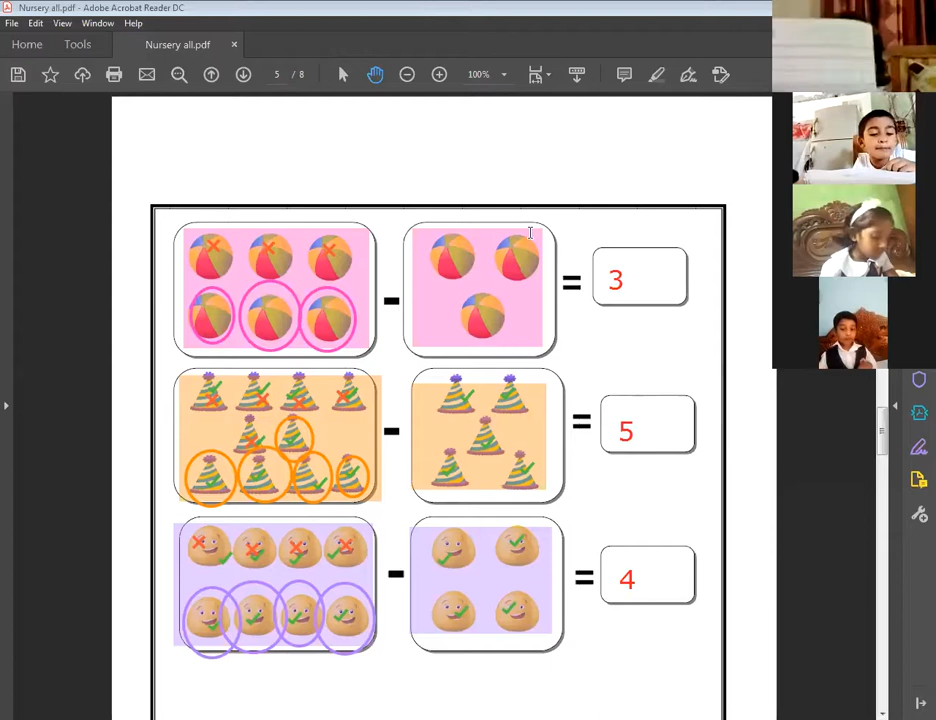 Nursery all.pdf - Adobe Acrobat Reader DC
File Edit View Window Help
Home Tools Nursery all.pdf ×
5 / 8 100%
- = 3
- = 5
- = 4